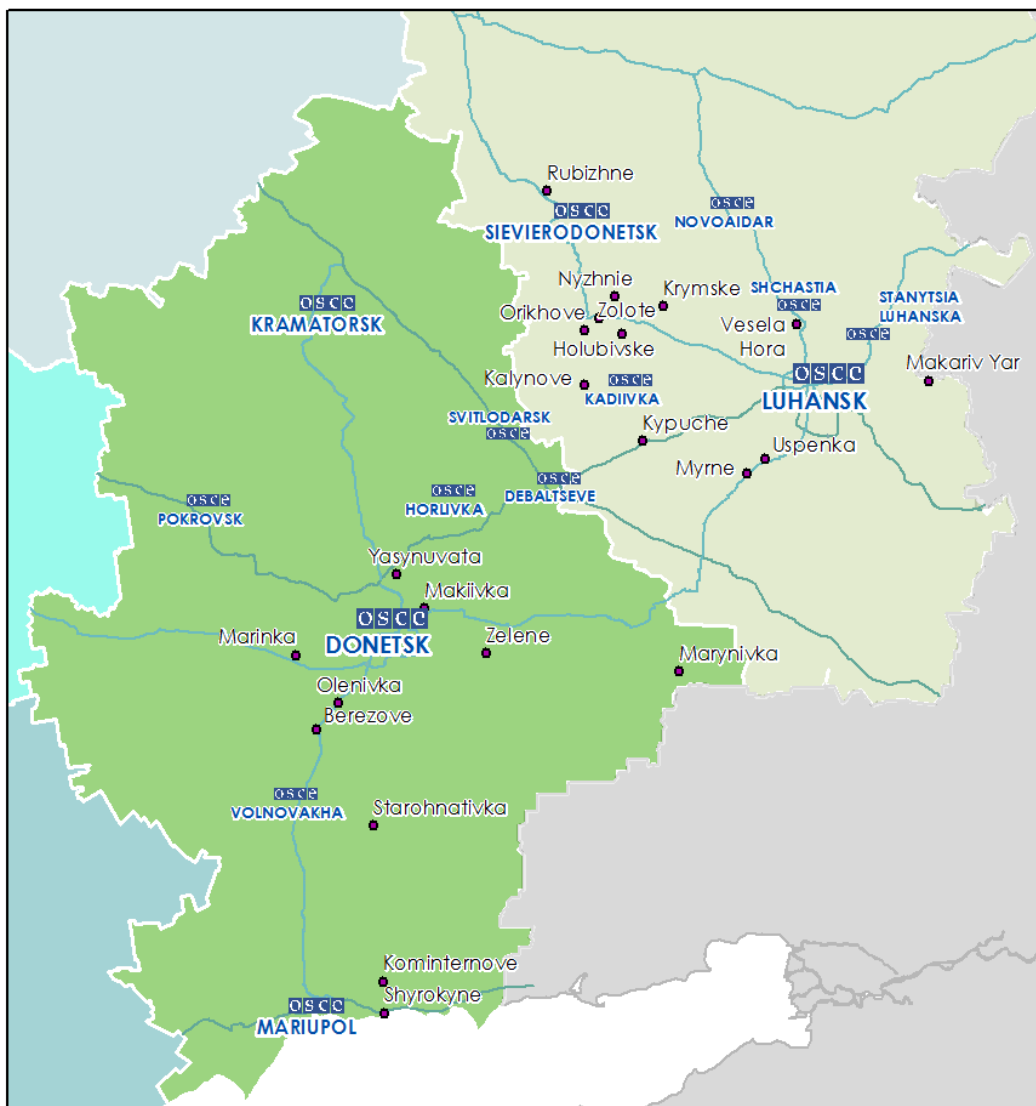 Rubizhne
osce
SIEVIERODONETSK
osce
NOVOAIDAR
Nyzhnie
Krymske
SHCHASTIA
osce
STANYTSIA
LUHANSKA
osce
osce
KRAMATORSK
Orikhove
Zolote
Holubivske
Vesela
Hora
Makariv Yar
Kalynove
osce
KADIIVKA
osce
LUHANSK
SVITLODARSK
osce
Kypuche
Uspenka
Myrne
osce
POKROVSK
osce
HORLIVKA
osce
DEBALTSEVE
Yasynuvata
Makiivka
osce
DONETSK
Marinka
Zelene
Marynivka
Olenivka
Berezove
osce
VOLNOVAKHA
Starohnativka
Kominternove
Shyrokyne
osce
MARIUPOL